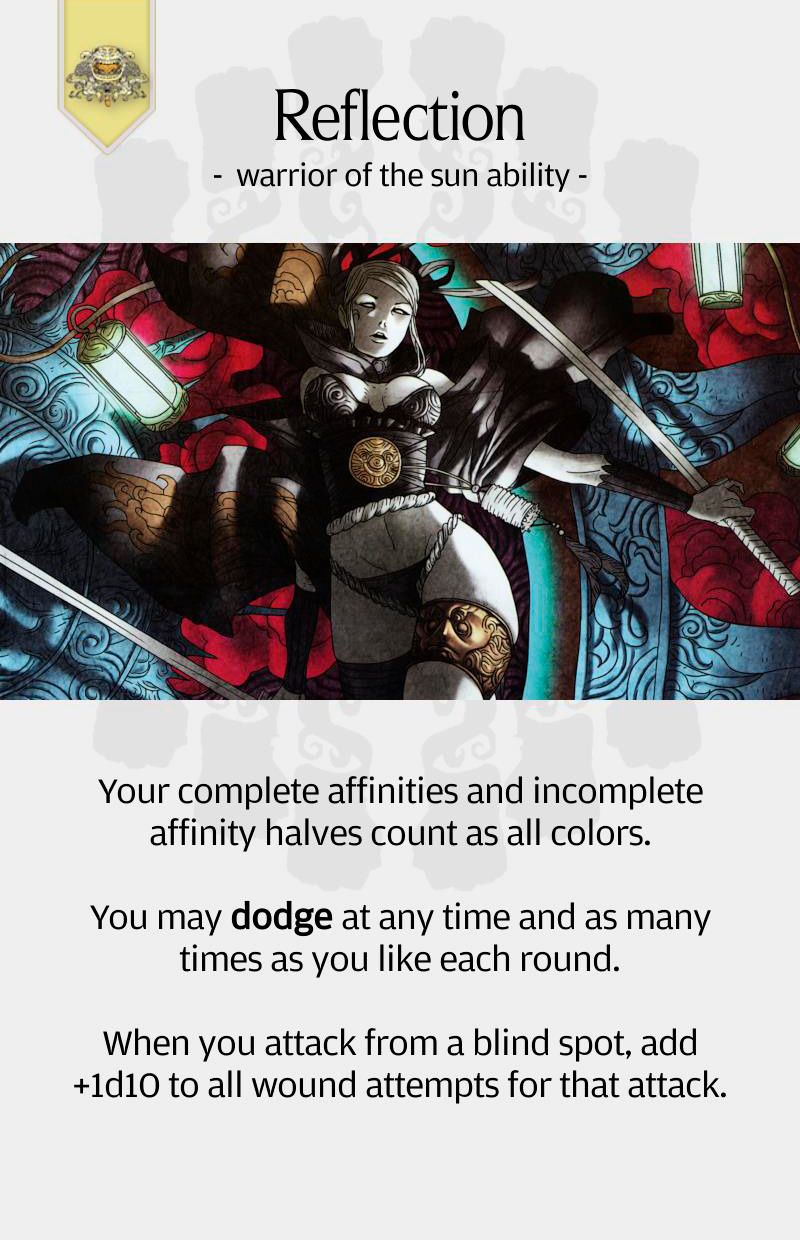 Reflection
- warrior of the sun ability -
Your complete affinities and incomplete
affinity halves count as all colors.
You may dodge at any time and as many
times as you like each round.
When you attack from a blind spot, add
+1d10 to all wound attempts for that attack.